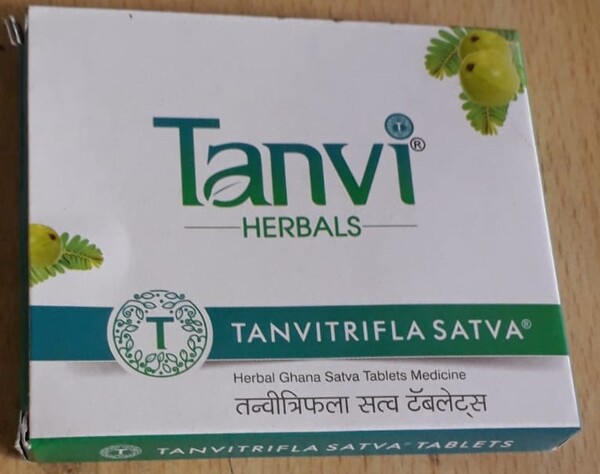 Tanvi®
HERBALS
T TANVITRIFLA SATVA®
Herbal Ghana Satva Tablets Medicine
तन्वीत्रिफला सत्व टॅबलेट्स
TANVITRIFLA SATVA® TABLETS